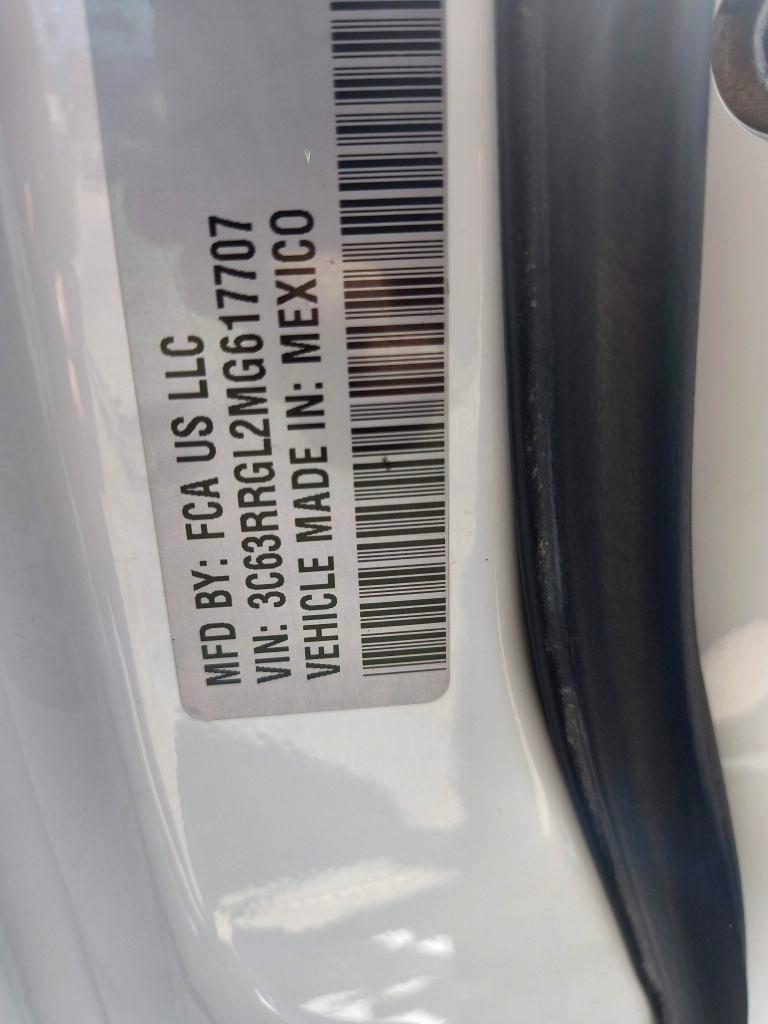 MFD BY: FCA US LLC
VIN: 3C63RRGL2MG617707
VEHICLE MADE IN: MEXICO